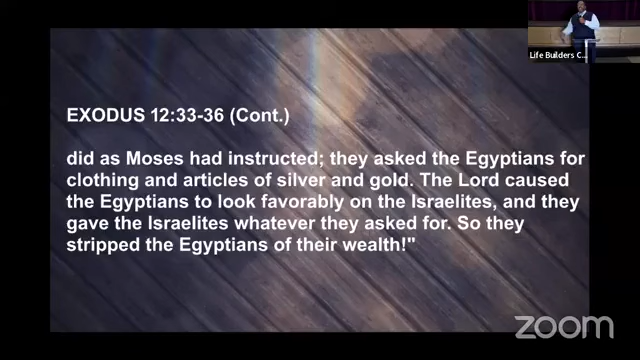 Life Builders C...
EXODUS 12:33-36 (Cont.)
did as Moses had instructed; they asked the Egyptians for
clothing and articles of silver and gold. The Lord caused
the Egyptians to look favorably on the Israelites, and they
gave the Israelites whatever they asked for. So they
stripped the Egyptians of their wealth!"
zoom